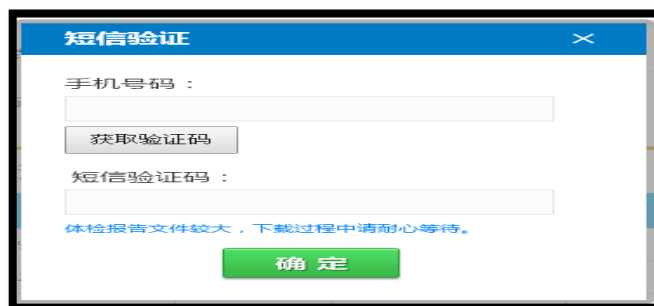 短信验证
手机号码：
获取验证码
短信验证码：
体检报告文件较大，下载过程中请耐心等待。
确 定